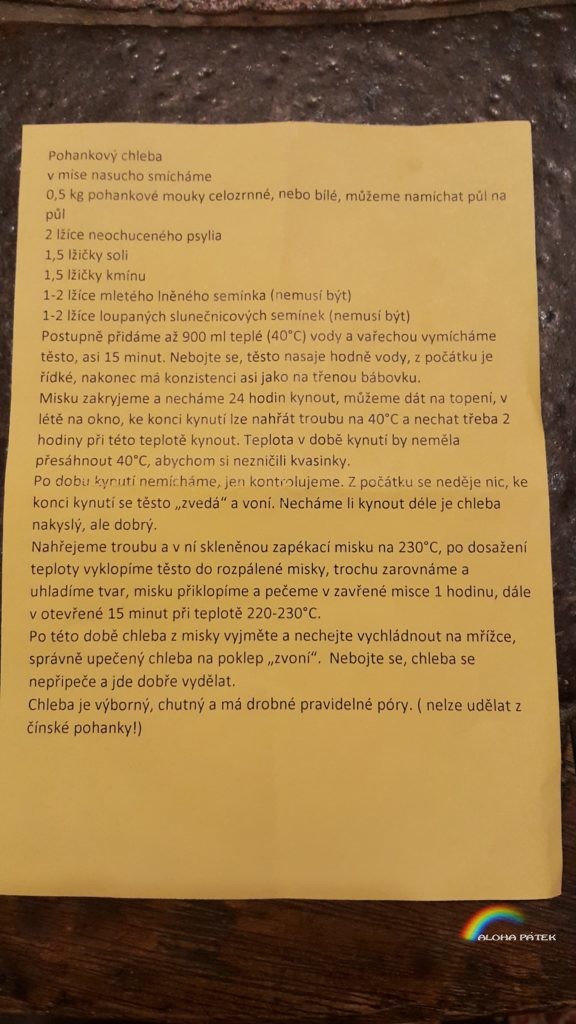 Pohankový chleba
v mise nasucho smícháme
0,5 kg pohankové mouky celozrnné, nebo bílé, můžeme namíchat půl na
půl
2 lžíce neochuceného psylia
1,5 lžičky soli
1,5 lžičky kmínu
1-2 lžíce mletého lněného semínka (nemusí být)
1-2 lžíce loupaných slunečnicových semínek (nemusí být)
Postupně přidáme až 900 ml teplé (40°C) vody a vařechou vymícháme
těsto, asi 15 minut. Nebojte se, těsto nasaje hodně vody, z počátku je
řídké, nakonec má konzistenci asi jako na třenou bábovku.
Misku zakryjeme a necháme 24 hodin kynout, můžeme dát na topení, v
létě na okno, ke konci kynutí lze nahřát troubu na 40°C a nechat třeba 2
hodiny při této teplotě kynout. Teplota v době kynutí by neměla
přesáhnout 40°C, abychom si nezničili kvasinky.
Po dobu kynutí nemícháme, jen kontrolujeme. Z počátku se neděje nic, ke
konci kynutí se těsto „zvedá" a voní. Necháme li kynout déle je chleba
nakyslý, ale dobrý.
Nahřejeme troubu a v ní skleněnou zapékací misku na 230°C, po dosažení
teploty vyklopíme těsto do rozpálené misky, trochu zarovnáme a
uhladíme tvar, misku přiklopíme a pečeme v zavřené misce 1 hodinu, dále
v otevřené 15 minut při teplotě 220-230°C.
Po této době chleba z misky vyjměte a nechejte vychládnout na mřížce,
správně upečený chleba na poklep „zvoní".  Nebojte se, chleba se
nepřipeče a jde dobře vydělat.
Chleba je výborný, chutný a má drobné pravidelné póry. ( nelze udělat z
čínské pohanky!)
ALOHA PÁTEK